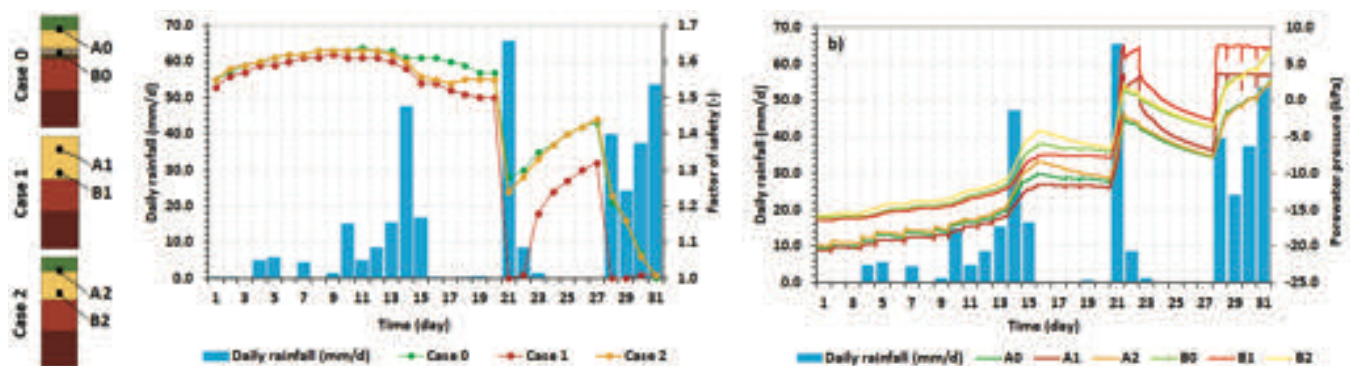 Case 0
A0
B0
Case 1
A1
B1
Case 2
A2
B2
70.0
60.0
50.0
40.0
30.0
20.0
10.0
0.0
Daily rainfall (mm/d)
1.7
1.6
1.5
1.4
1.3
1.2
1.1
1.0
Factor of safety (-)
1 3 5 7 9 11 13 15 17 19 21 23 25 27 29 31
Time (day)
Daily rainfall (mm/d) Case 0 Case 1 Case 2
b)
70.0
60.0
50.0
40.0
30.0
20.0
10.0
0.0
Daily rainfall (mm/d)
10.0
5.0
0.0
-5.0
-10.0
-15.0
-20.0
-25.0
Porewater pressure (kPa)
1 3 5 7 9 11 13 15 17 19 21 23 25 27 29 31
Time (day)
Daily rainfall (mm/d) A0 A1 A2 B0 B1 B2